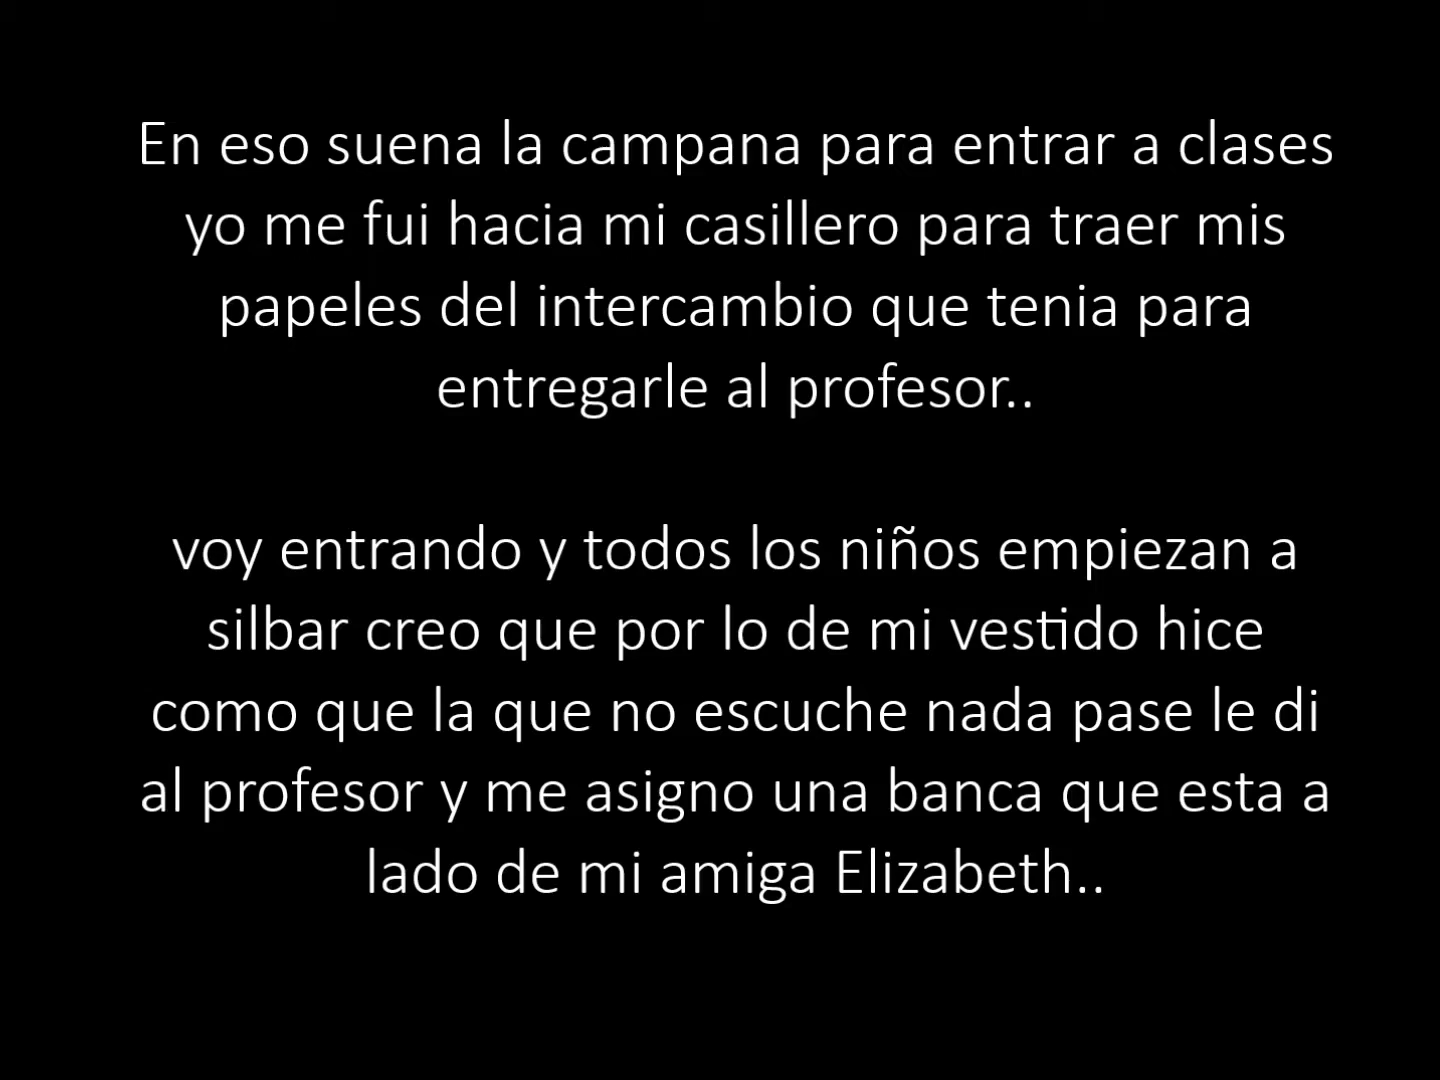 En eso suena la campana para entrar a clases
yo me fui hacia mi casillero para traer mis
papeles del intercambio que tenia para
entregarle al profesor..
voy entrando y todos los niños empiezan a
silbar creo que por lo de mi vestido hice
como que la que no escuche nada pase le di
al profesor y me asigno una banca que esta a
lado de mi amiga Elizabeth..